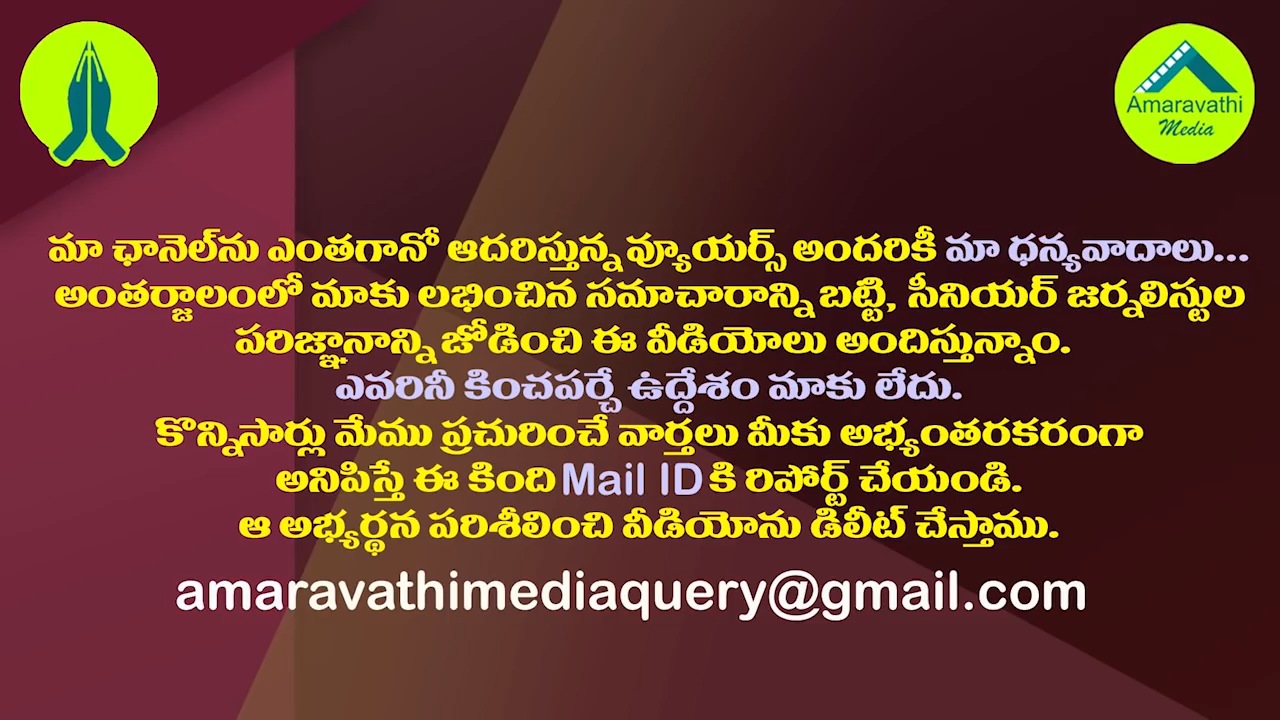 Amaravathi
Media
మా ఛానెల్‌ను ఎంతగానో ఆదరిస్తున్న వ్యూయర్స్ అందరికీ మా ధన్యవాదాలు...
అంతర్జాలంలో మాకు లభించిన సమాచారాన్ని బట్టి, సీనియర్ జర్నలిస్టుల
పరిజ్ఞానాన్ని జోడించి ఈ వీడియోలు అందిస్తున్నాం.
ఎవరినీ కించపర్చే ఉద్దేశం మాకు లేదు.
కొన్నిసార్లు మేము ప్రచురించే వార్తలు మీకు అభ్యంతరకరంగా
అనిపిస్తే ఈ కింది Mail ID కి రిపోర్ట్ చేయండి.
ఆ అభ్యర్థన పరిశీలించి వీడియోను డిలీట్ చేస్తాము.
amaravathimediaquery@gmail.com